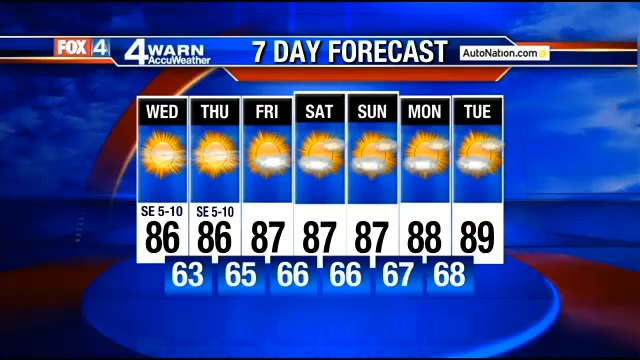 FOX 4
4WARN
AccuWeather
7 DAY FORECAST
AutoNation.com
WED THU FRI SAT SUN MON TUE
SE 5-10 SE 5-10
86 86 87 87 87 88 89
63 65 66 66 67 68